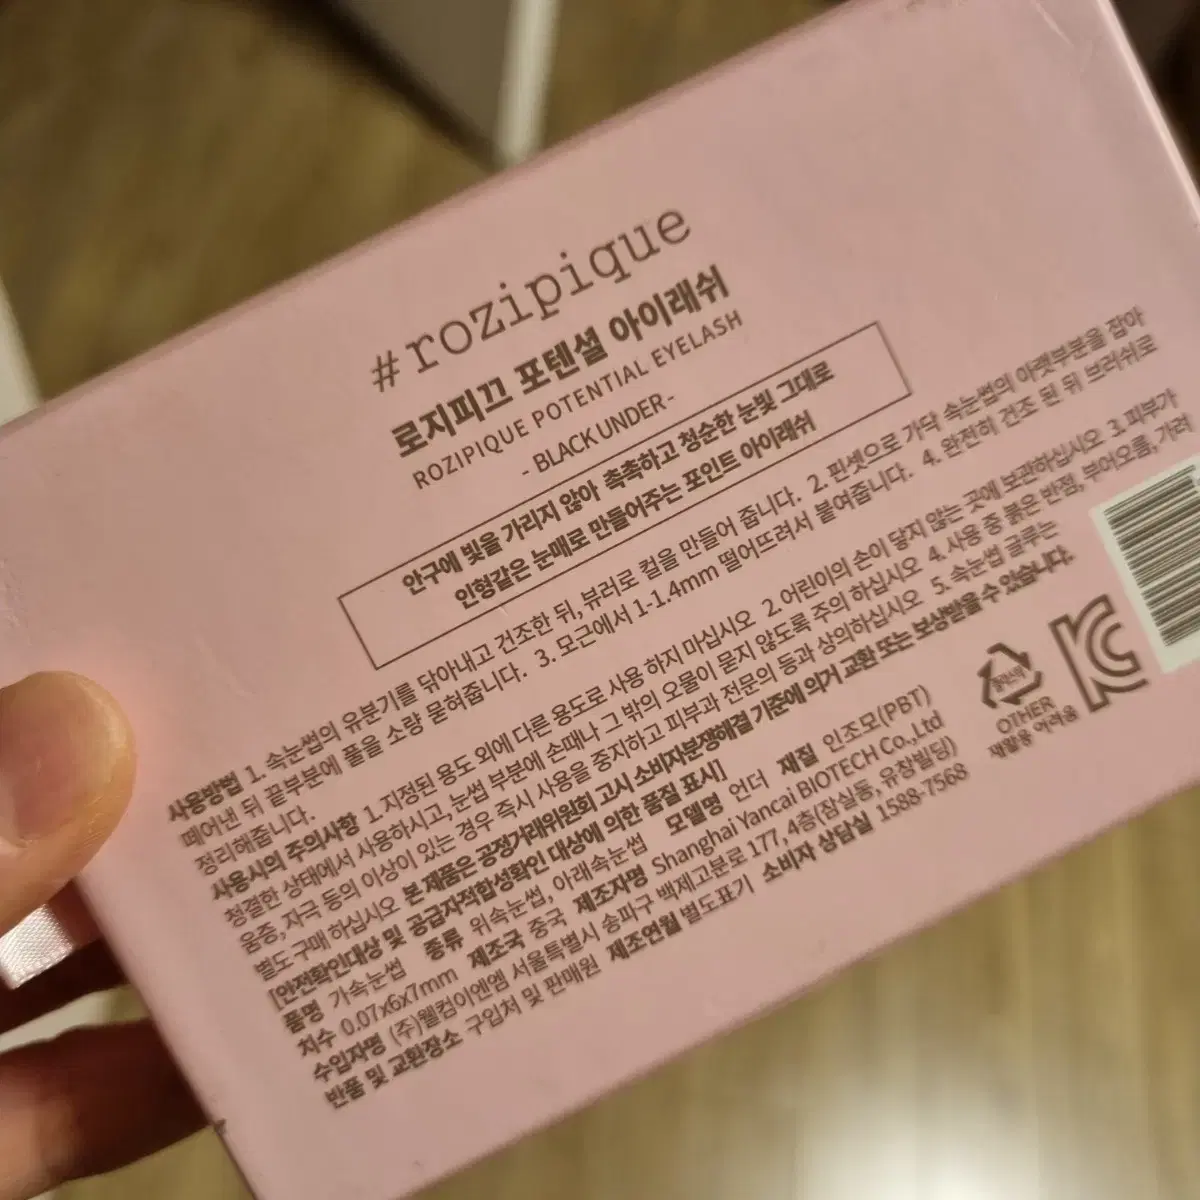 #rozipique
로지피끄 포텐셜 아이래쉬
ROZIPIQUE POTENTIAL EYELASH
- BLACK UNDER-
안구에 빛을 가리지 않아 촉촉하고 청순한 눈빛 그대로
인형같은 눈매로 만들어주는 포인트 아이래쉬
사용방법 1. 속눈썹의 유분기를 닦아내고 건조한 뒤, 뷰러로 컬을 만들어 줍니다. 2. 핀셋으로 가닥 속눈썹의 아랫부분을 잡아
떼어낸 뒤 끝부분에 풀을 소량 묻혀줍니다. 3. 모근에서 1-1.4mm 떨어뜨려서 붙여줍니다. 4. 완전히 건조 된 뒤 브러쉬로
정리해줍니다.
사용시의 주의사항 1. 지정된 용도 외에 다른 용도로 사용 하지 마십시오 2. 어린이의 손이 닿지 않는 곳에 보관하십시오 3. 피부가
청결한 상태에서 사용하시고, 눈썹 부분에 손때나 그 밖의 오물이 묻지 않도록 주의 하십시오 4. 사용 중 붉은 반점, 부어오름, 가려
움증, 자극 등의 이상이 있는 경우 즉시 사용을 중지하고 피부과 전문의 등과 상의하십시오 5. 속눈썹 글루는
별도 구매 하십시오 본 제품은 공정거래위원회 고시 소비자분쟁해결 기준에 의거 교환 또는 보상받을 수 있습니다.
[안전확인대상 및 공급자적합성확인 대상에 의한 품질 표시]
품명 가속눈썹 종류 위속눈썹, 아래속눈썹 모델명 언더 재질 인조모(PBT)
치수 0.07x6x7mm 제조국 중국 제조자명 Shanghai Yancai BIOTECH Co.,Ltd
수입자명 (주)웰컴이엔엠 서울특별시 송파구 백제고분로 177, 4층(잠실동, 유창빌딩)
반품 및 교환장소 구입처 및 판매원 제조연월 별도표기 소비자 상담실 1588-7568
OTHER
재활용 어려움